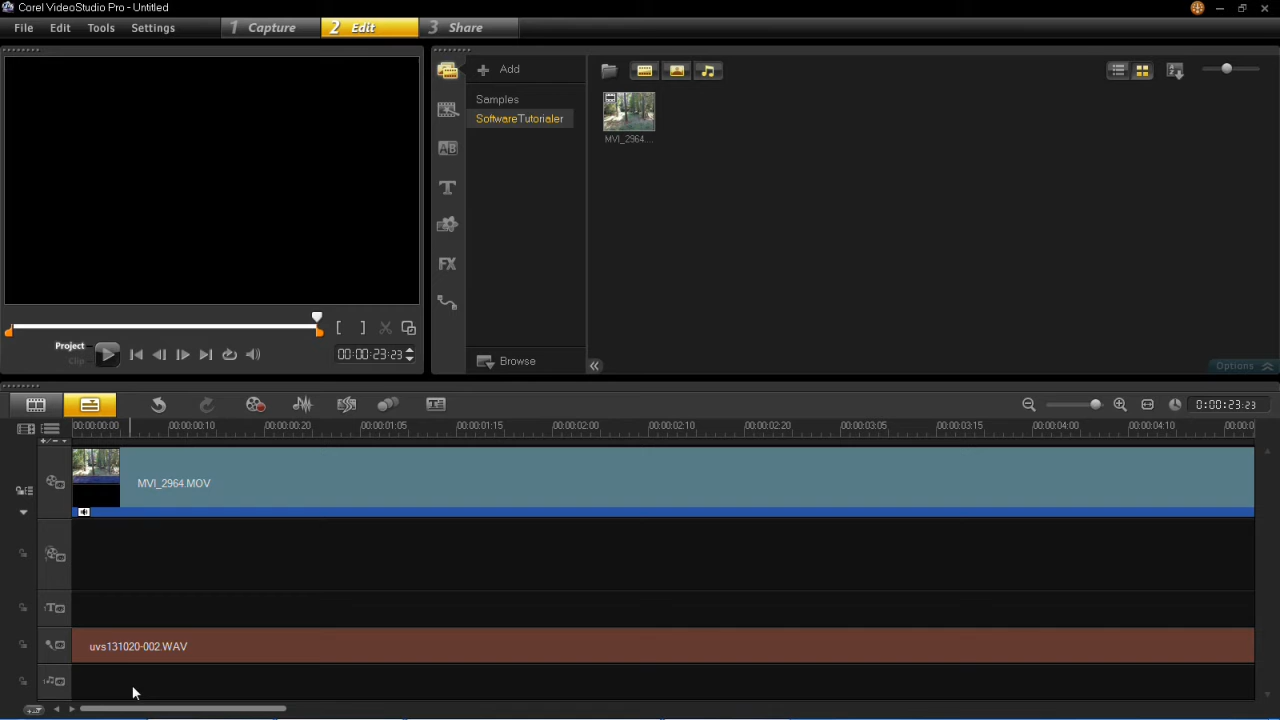 Corel VideoStudio Pro - Untitled
File Edit Tools Settings 1 Capture 2 Edit 3 Share
Add
Samples
SoftwareTutorialer
MVI_2964....
Browse
Options
Project
Clip
00:00:23:23
0:00:23:23
00:00:00:00 00:00:00:10 00:00:00:20 00:00:01:05 00:00:01:15 00:00:02:00 00:00:02:10 00:00:02:20 00:00:03:05 00:00:03:15 00:00:04:00 00:00:04:10 00:00:0
MVI_2964.MOV
uvs131020-002.WAV